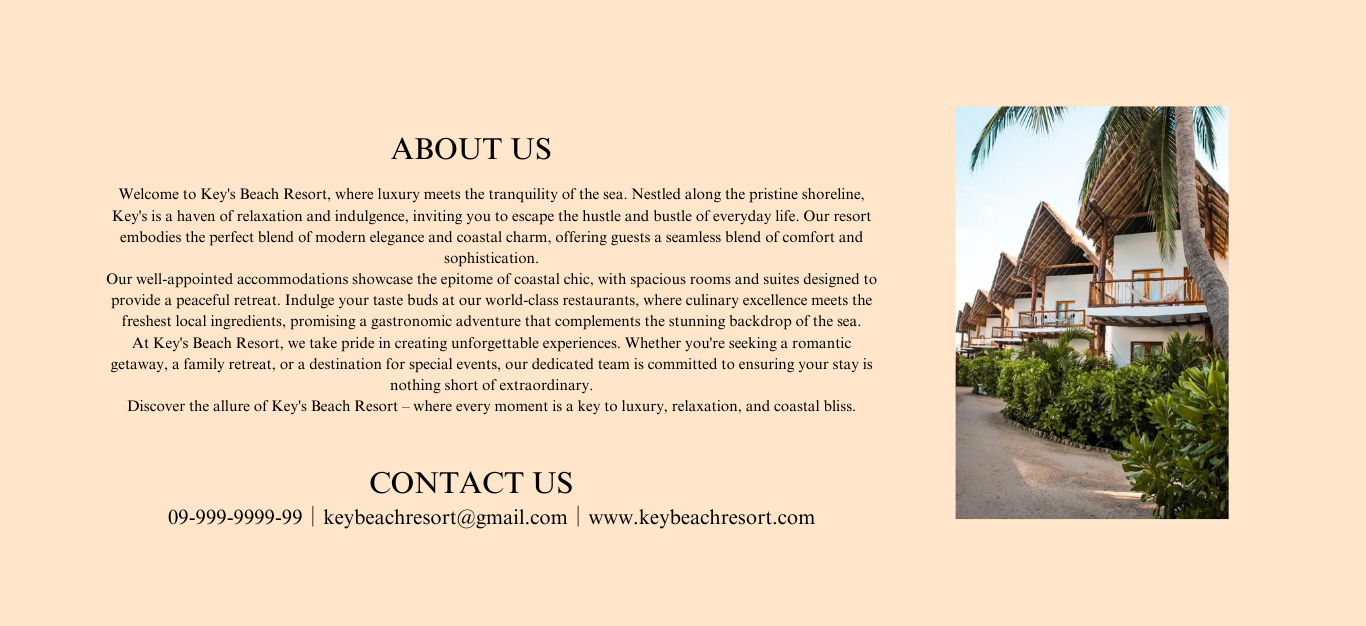 ABOUT US
Welcome to Key's Beach Resort, where luxury meets the tranquility of the sea. Nestled along the pristine shoreline,
Key's is a haven of relaxation and indulgence, inviting you to escape the hustle and bustle of everyday life. Our resort
embodies the perfect blend of modern elegance and coastal charm, offering guests a seamless blend of comfort and
sophistication.
Our well-appointed accommodations showcase the epitome of coastal chic, with spacious rooms and suites designed to
provide a peaceful retreat. Indulge your taste buds at our world-class restaurants, where culinary excellence meets the
freshest local ingredients, promising a gastronomic adventure that complements the stunning backdrop of the sea.
At Key's Beach Resort, we take pride in creating unforgettable experiences. Whether you're seeking a romantic
getaway, a family retreat, or a destination for special events, our dedicated team is committed to ensuring your stay is
nothing short of extraordinary.
Discover the allure of Key's Beach Resort – where every moment is a key to luxury, relaxation, and coastal bliss.
CONTACT US
09-999-9999-99 | keybeachresort@gmail.com | www.keybeachresort.com